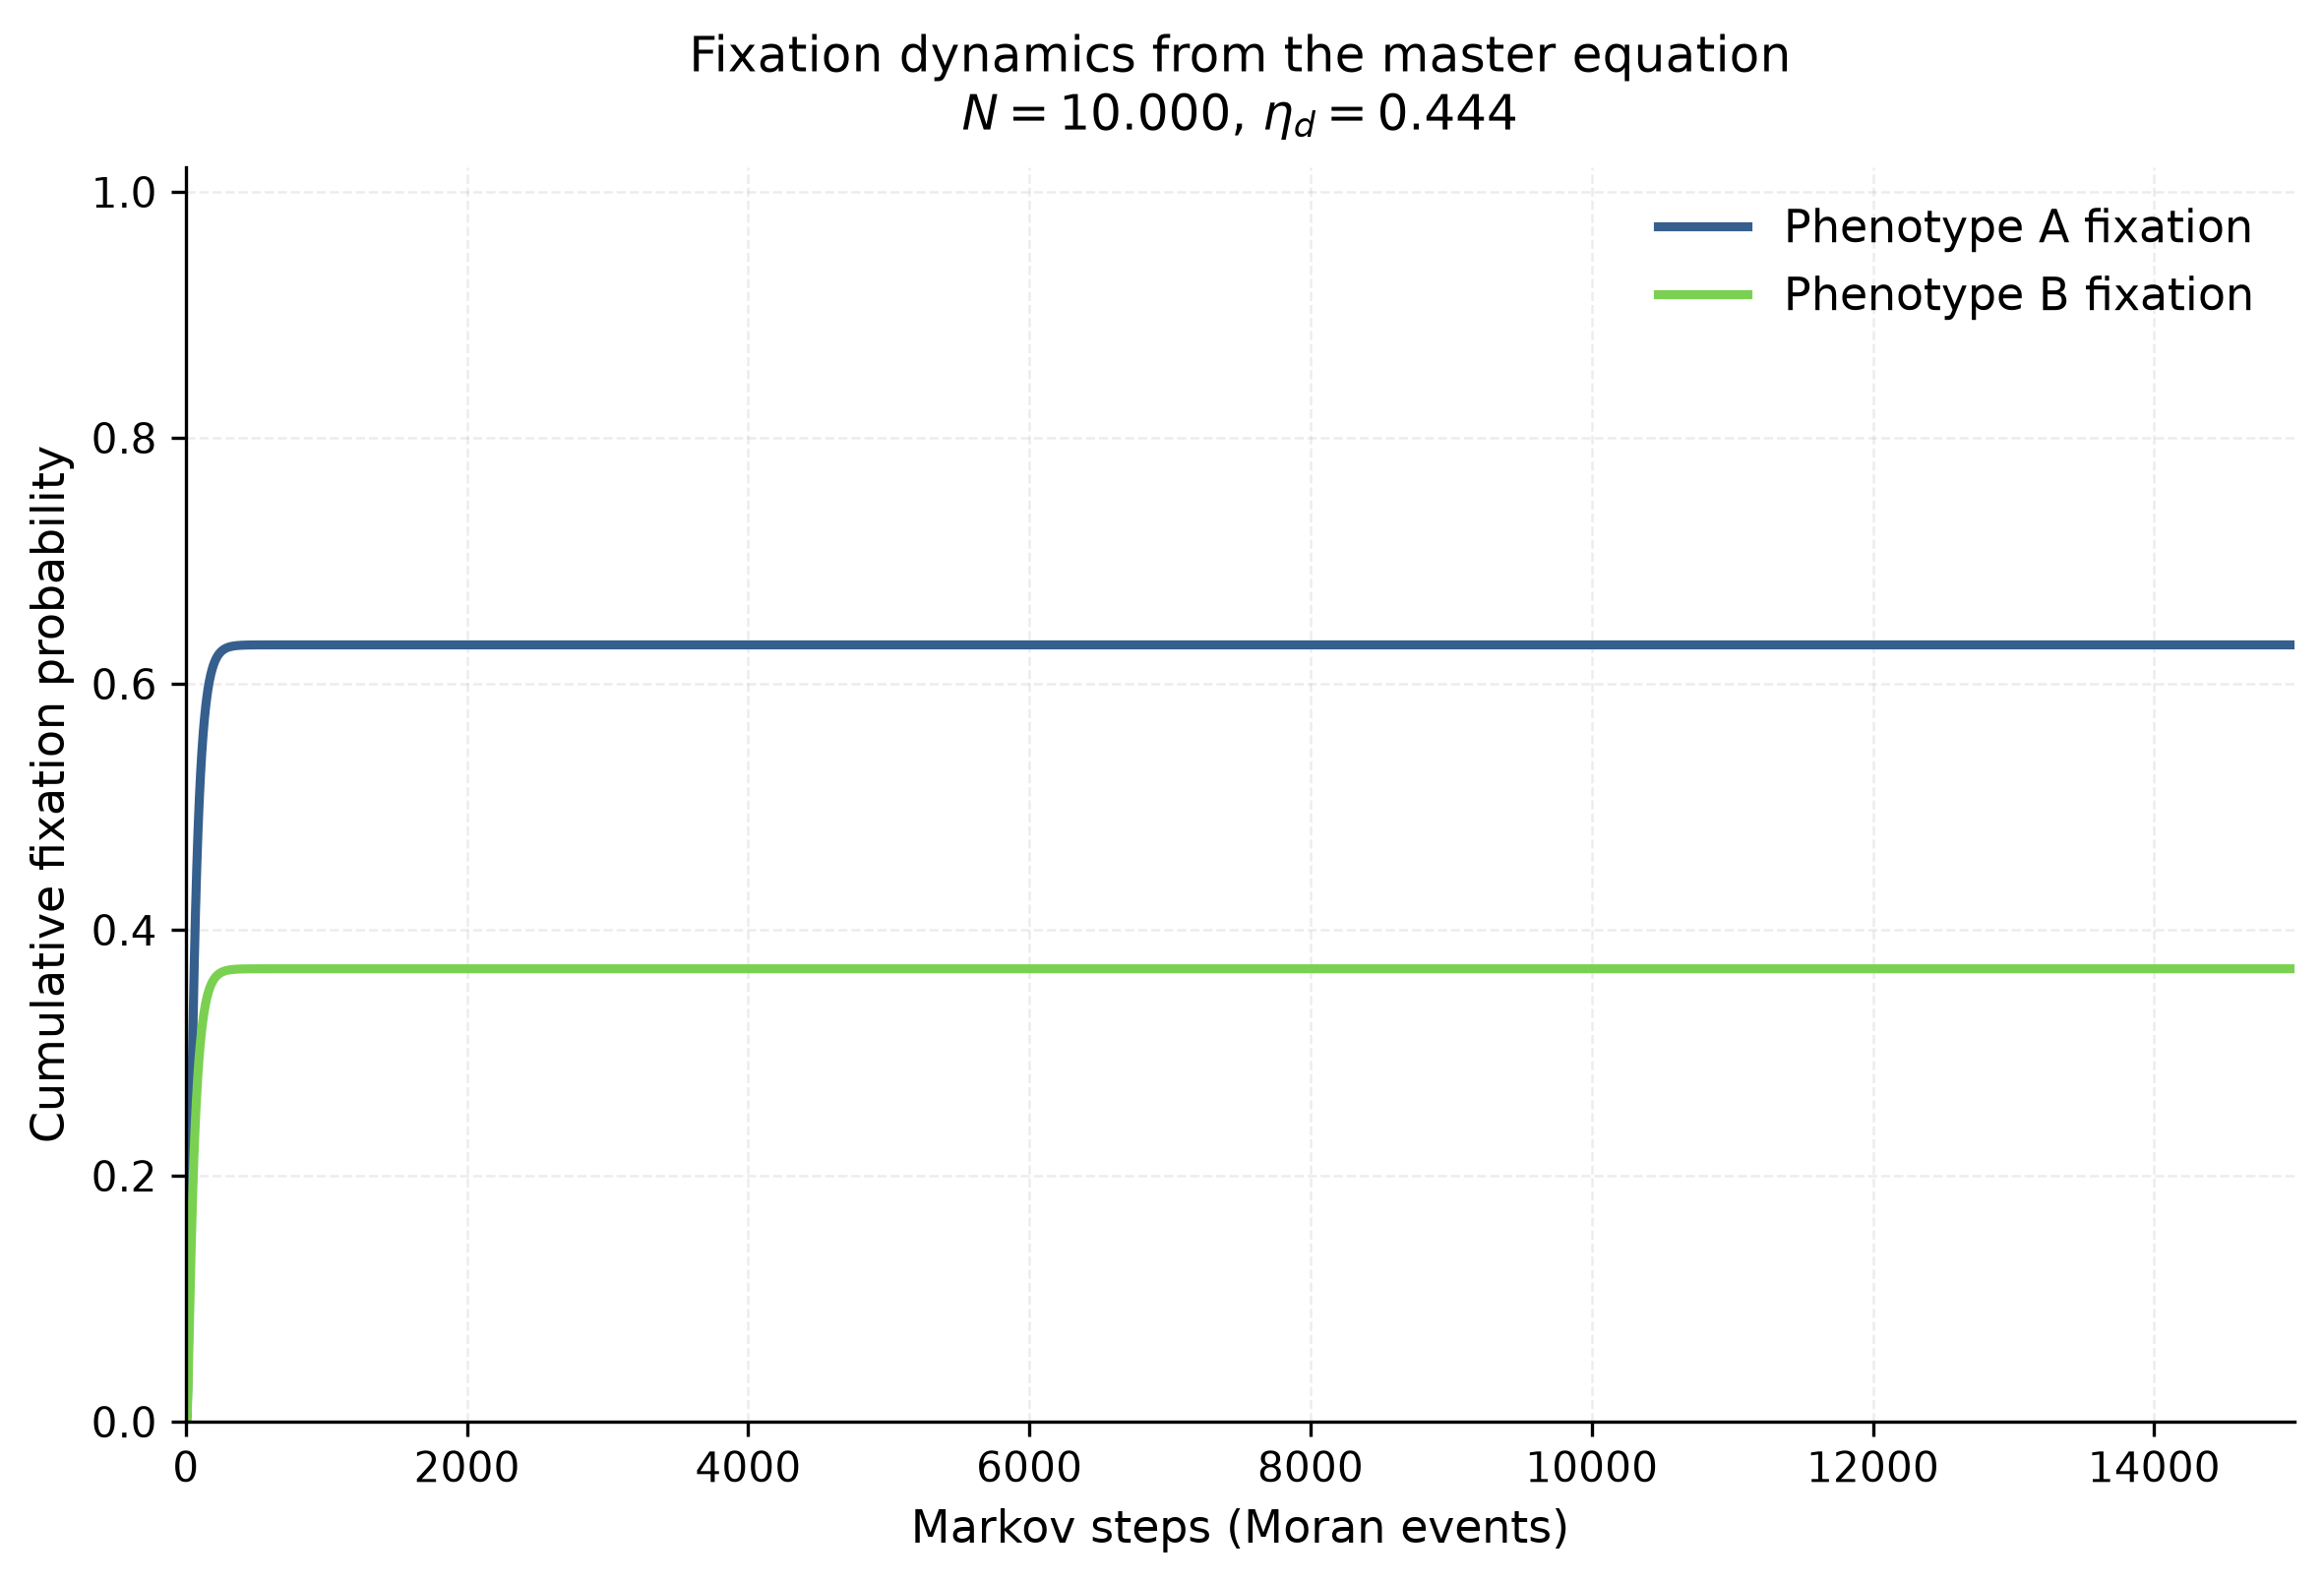 Fixation dynamics from the master equation
N = 10.000, η_d = 0.444
Cumulative fixation probability
1.0
0.8
0.6
0.4
0.2
0.0
Phenotype A fixation
Phenotype B fixation
0 2000 4000 6000 8000 10000 12000 14000
Markov steps (Moran events)